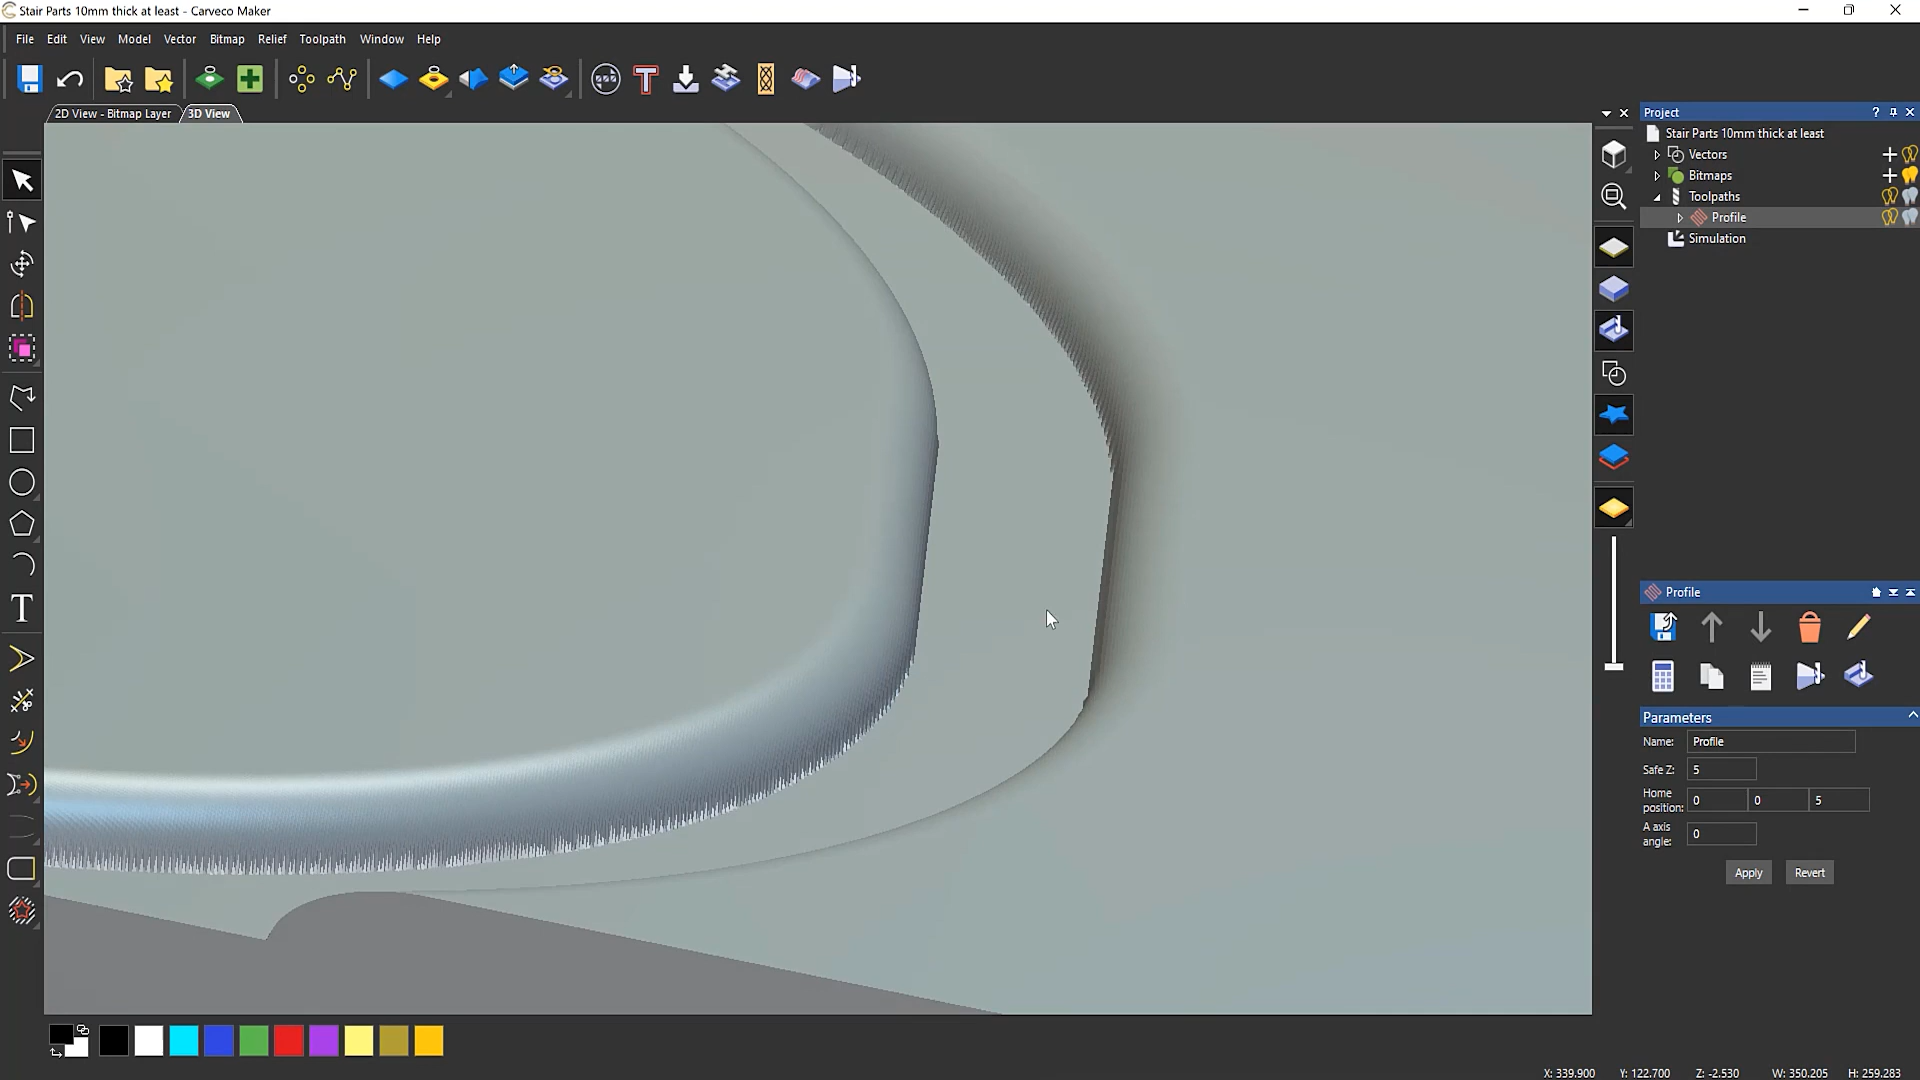 Stair Parts 10mm thick at least - Carveco Maker
File Edit View Model Vector Bitmap Relief Toolpath Window Help
2D View - Bitmap Layer 3D View
Project
Stair Parts 10mm thick at least
Vectors
Bitmaps
Toolpaths
Profile
Simulation
Profile
Parameters
Name: Profile
Safe Z: 5
Home position: 0 0 5
A axis angle: 0
Apply Revert
X: 339.900 Y: 122.700 Z: -2.530 W: 350.205 H: 259.283